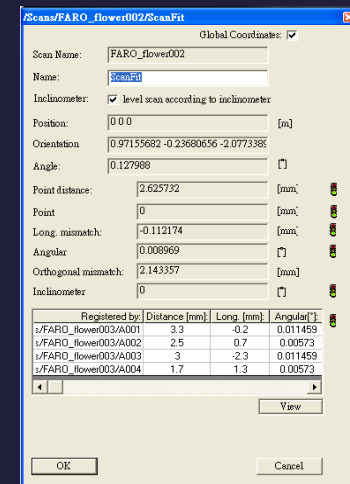 /Scans/FARO_flower002/ScanFit
Global Coordinates:
Scan Name: FARO_flower002
Name: ScanFit
Inclinometer: level scan according to inclinometer
Position: 0 0 0 [m]
Orientation 0.97155682 -0.23680656 -2.0773389
Angle: 0.127988 [°]
Point distance: 2.625732 [mm]
Point 0 [mm]
Long. mismatch: -0.112174 [mm]
Angular 0.008969 [°]
Orthogonal mismatch: 2.143357 [mm]
Inclinometer 0 [°]
Registered by: Distance [mm]: Long. [mm]: Angular[°]:
s/FARO_flower003/A001 3.3 -0.2 0.011459
s/FARO_flower003/A002 2.5 0.7 0.00573
s/FARO_flower003/A003 3 -2.3 0.011459
s/FARO_flower003/A004 1.7 1.3 0.00573
View
OK Cancel